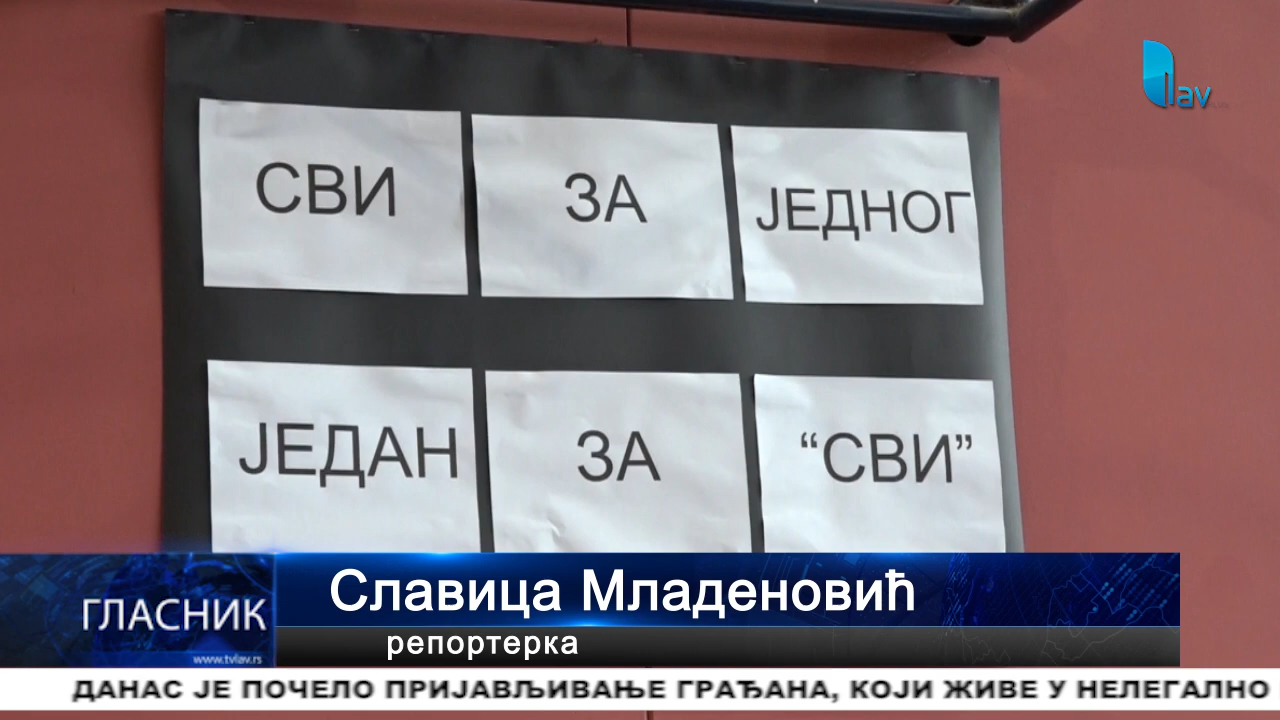 lav
СВИ ЗА ЈЕДНОГ
ЈЕДАН ЗА “СВИ”
Славица Младеновић
ГЛАСНИК
репортерка
www.tvlav.rs
ДАНАС ЈЕ ПОЧЕЛО ПРИЈАВЉИВАЊЕ ГРАЂАНА, КОЈИ ЖИВЕ У НЕЛЕГАЛНО